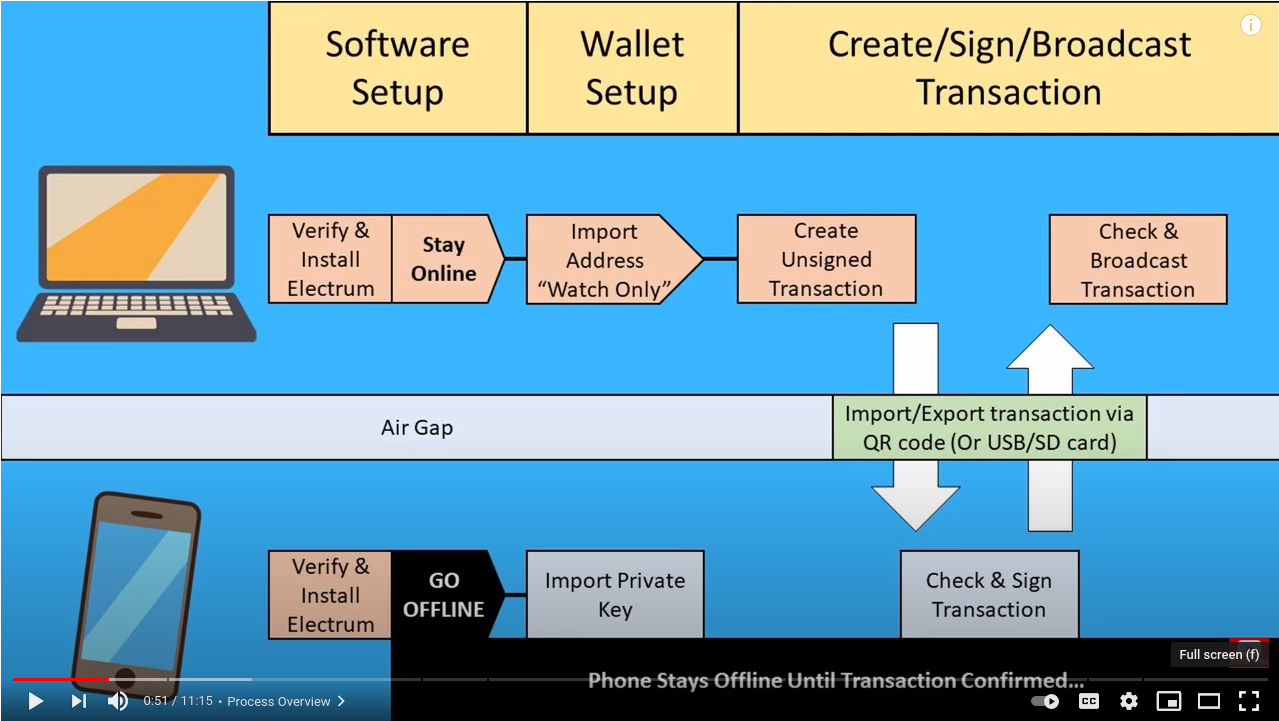 Software
Setup
Wallet
Setup
Create/Sign/Broadcast
Transaction
i
Verify &
Install
Electrum
Stay
Online
Import
Address
“Watch Only”
Create
Unsigned
Transaction
Check &
Broadcast
Transaction
Air Gap
Import/Export transaction via
QR code (Or USB/SD card)
Verify &
Install
Electrum
GO
OFFLINE
Import Private
Key
Check & Sign
Transaction
Full screen (f)
Phone Stays Offline Until Transaction Confirmed...
0:51 / 11:15 • Process Overview
CC